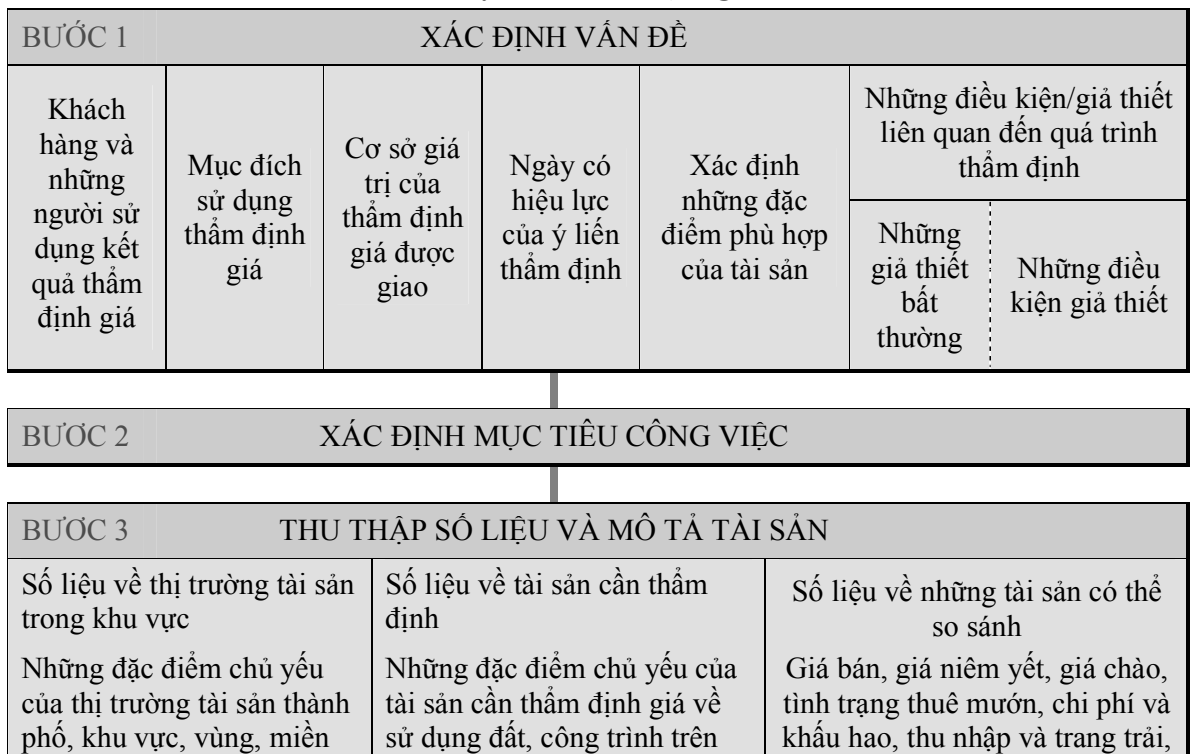 BƯỚC 1 XÁC ĐỊNH VẤN ĐỀ
Khách
hàng và
những
người sử
dụng kết
quả thẩm
định giá
Mục đích
sử dụng
thẩm định
giá
Cơ sở giá
trị của
thẩm định
giá được
giao
Ngày có
hiệu lực
của ý liến
thẩm định
Xác định
những đặc
điểm phù hợp
của tài sản
Những điều kiện/giả thiết
liên quan đến quá trình
thẩm định
Những
giả thiết
bất
thường
Những điều
kiện giả thiết
BƯỚC 2 XÁC ĐỊNH MỤC TIÊU CÔNG VIỆC
BƯỚC 3 THU THẬP SỐ LIỆU VÀ MÔ TẢ TÀI SẢN
Số liệu về thị trường tài sản
trong khu vực
Những đặc điểm chủ yếu
của thị trường tài sản thành
phố, khu vực, vùng, miền
Số liệu về tài sản cần thẩm
định
Những đặc điểm chủ yếu của
tài sản cần thẩm định giá về
sử dụng đất, công trình trên
Số liệu về những tài sản có thể
so sánh
Giá bán, giá niêm yết, giá chào,
tình trạng thuê mướn, chi phí và
khấu hao, thu nhập và trang trải,